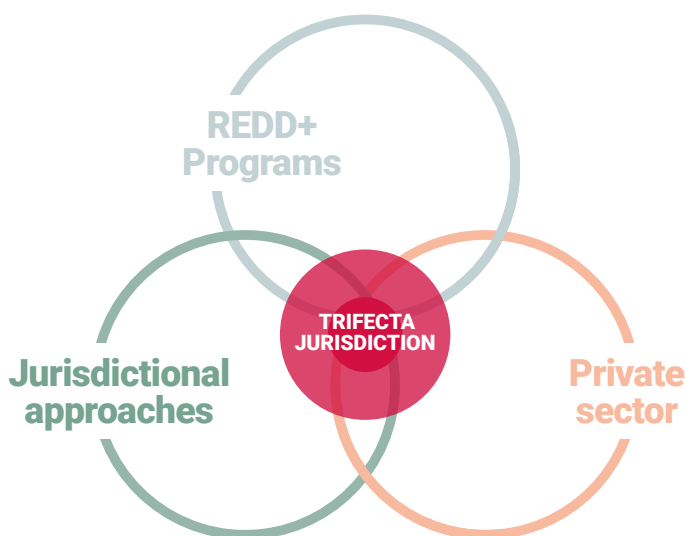 REDD+
Programs
TRIFECTA
JURISDICTION
Jurisdictional
approaches
Private
sector